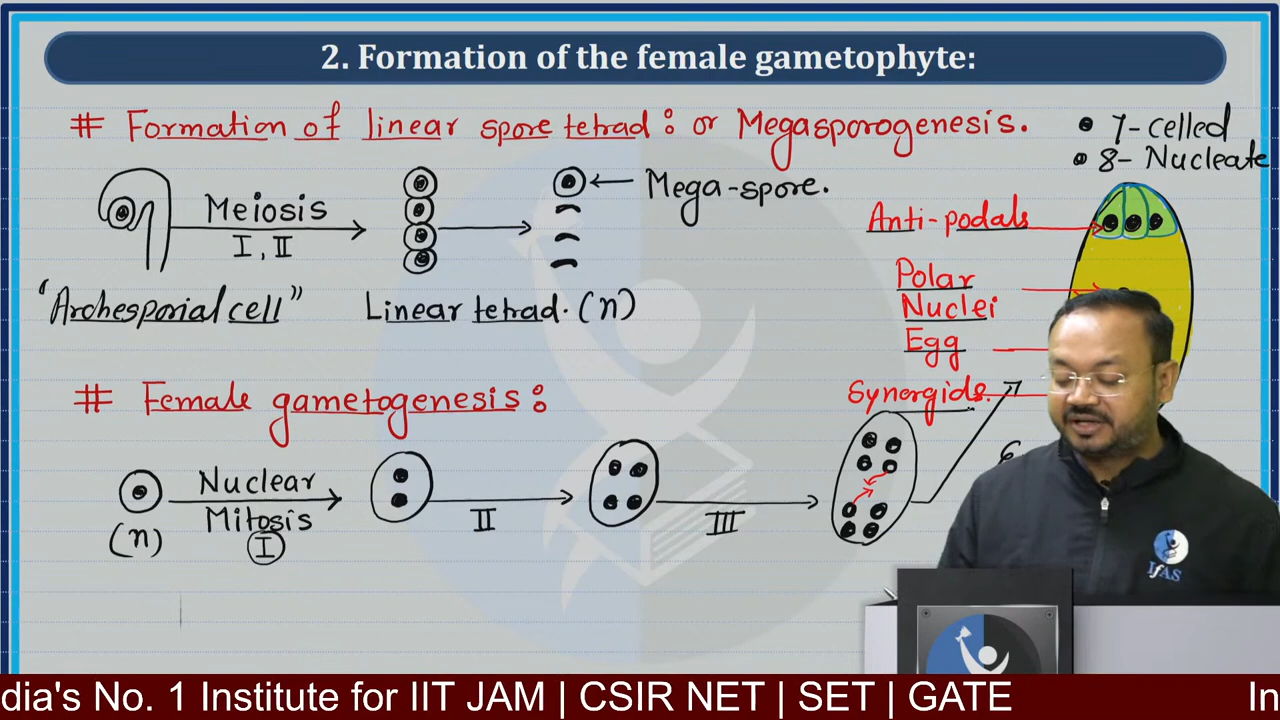 2. Formation of the female gametophyte:
# Formation of linear spore tetrad: or Megasporogenesis.
• 7-celled
• 8-Nucleate
Meiosis
I, II
Mega-spore.
Anti-podals
Polar
Nuclei
Egg
Synergids.
"Archesporial cell"
Linear tetrad. (n)
# Female gametogenesis:
Nuclear
Mitosis
I
(n)
II
III
IFAS
dia's No. 1 Institute for IIT JAM | CSIR NET | SET | GATE
In